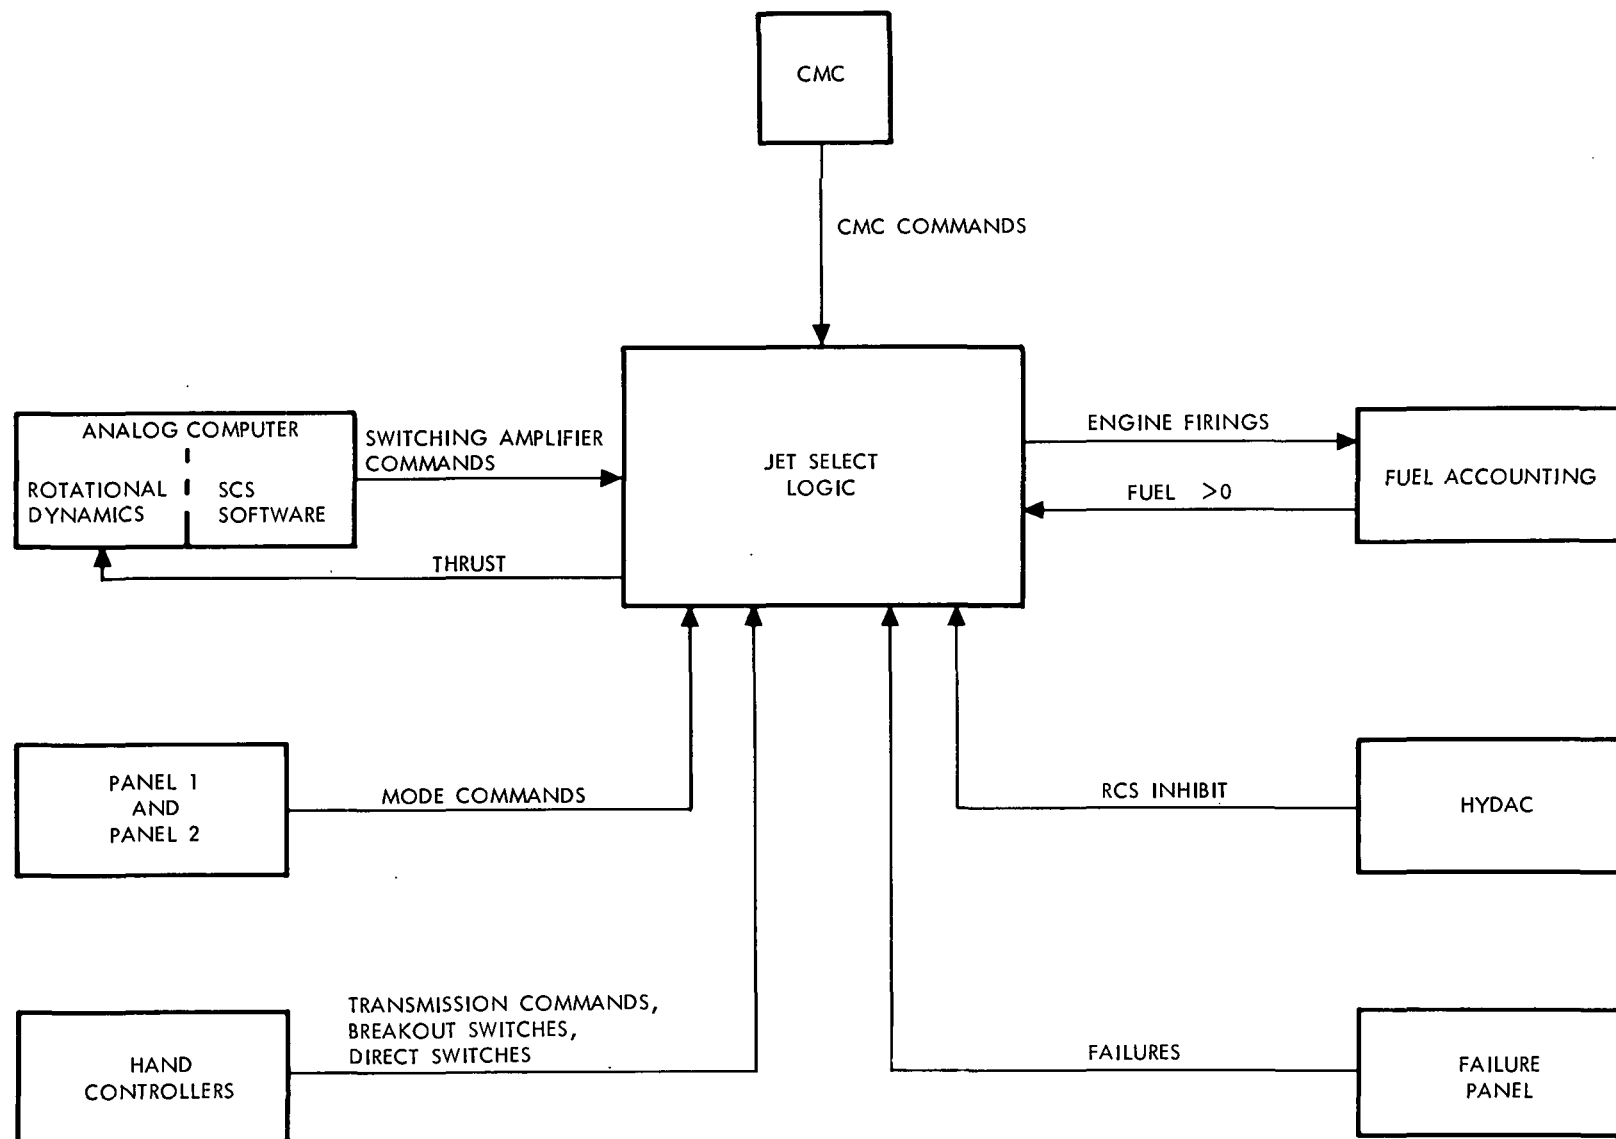 CMC
CMC COMMANDS
ANALOG COMPUTER
ROTATIONAL
DYNAMICS
SCS
SOFTWARE
SWITCHING AMPLIFIER
COMMANDS
THRUST
JET SELECT
LOGIC
ENGINE FIRINGS
FUEL >0
FUEL ACCOUNTING
PANEL 1
AND
PANEL 2
MODE COMMANDS
RCS INHIBIT
HYDAC
HAND
CONTROLLERS
TRANSMISSION COMMANDS,
BREAKOUT SWITCHES,
DIRECT SWITCHES
FAILURES
FAILURE
PANEL